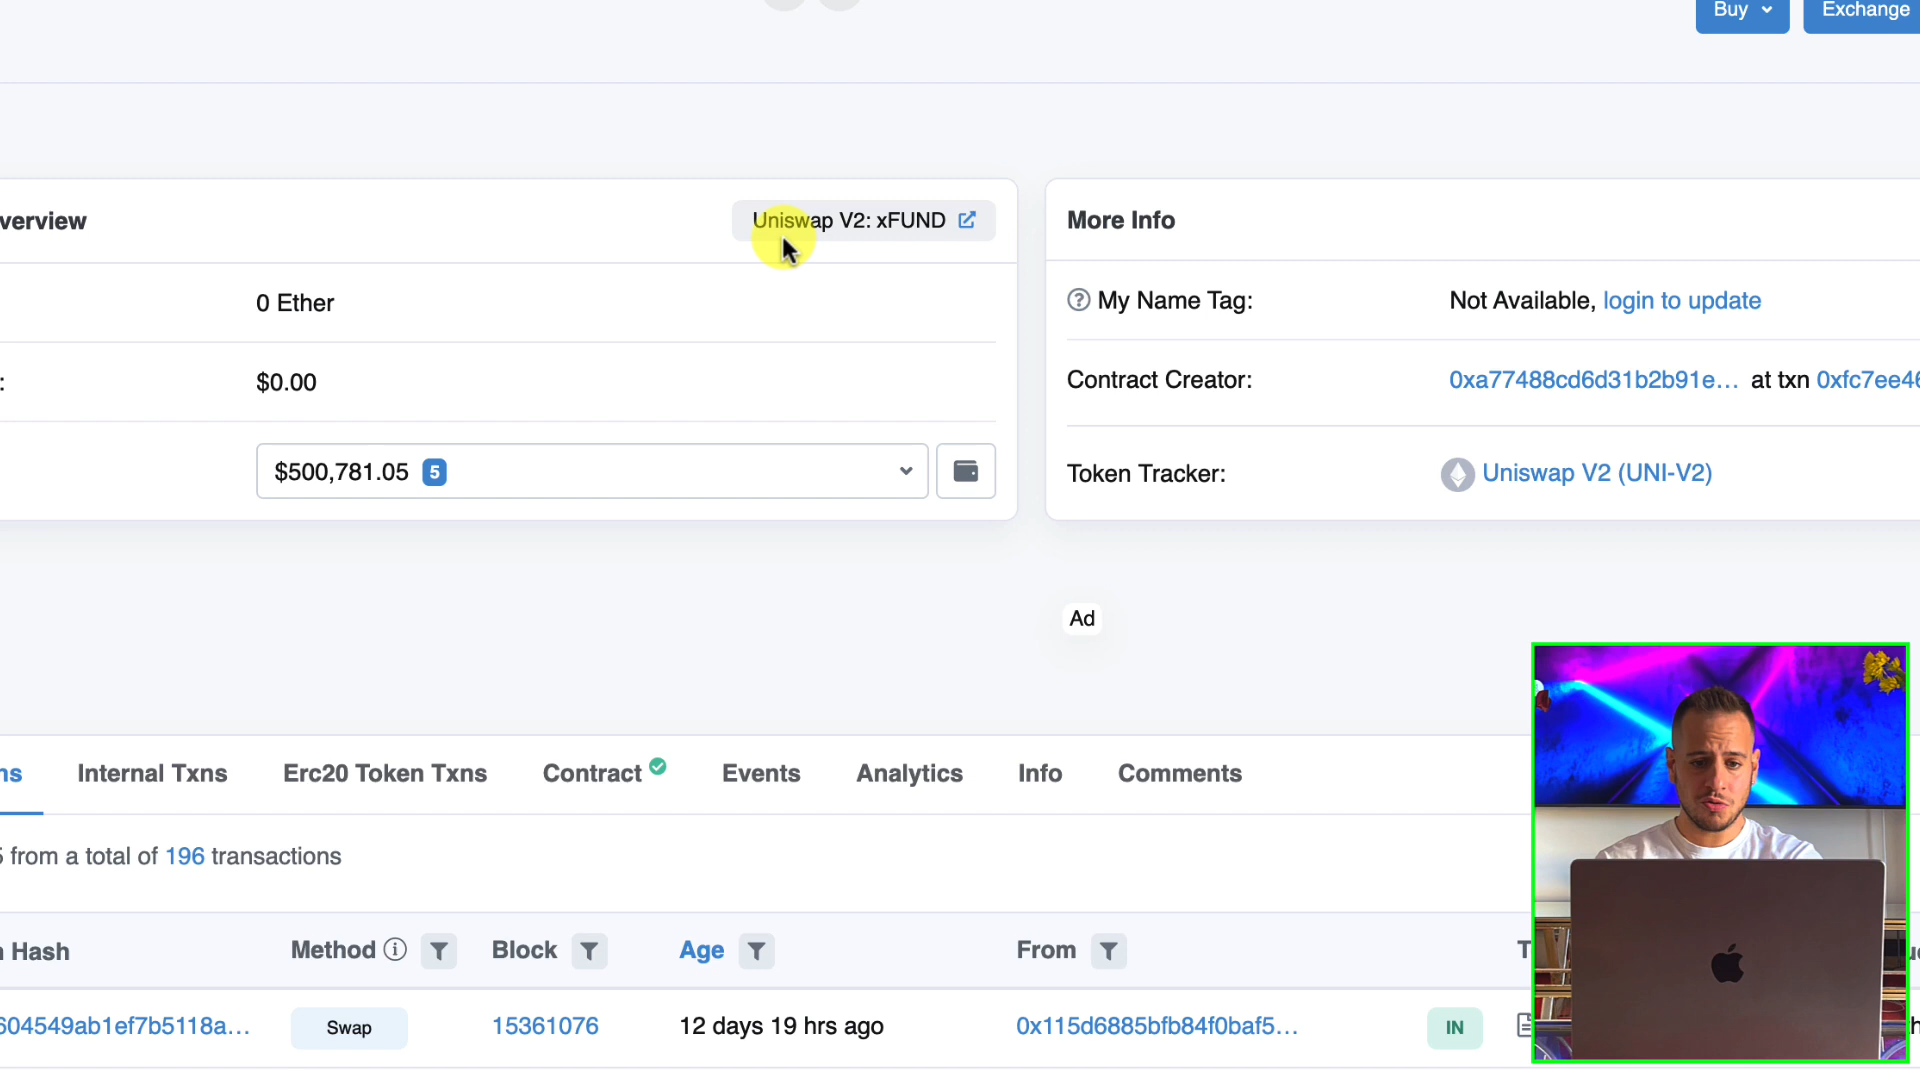 Buy
Exchange
verview
Uniswap V2: xFUND
0 Ether
:
$0.00
$500,781.05 5
More Info
My Name Tag:
Not Available, login to update
Contract Creator:
0xa77488cd6d31b2b91e... at txn 0xfc7ee46
Token Tracker:
Uniswap V2 (UNI-V2)
Ad
ns
Internal Txns
Erc20 Token Txns
Contract
Events
Analytics
Info
Comments
from a total of 196 transactions
Hash
Method
Block
Age
From
T
604549ab1ef7b5118a...
Swap
15361076
12 days 19 hrs ago
0x115d6885bfb84f0baf5...
IN